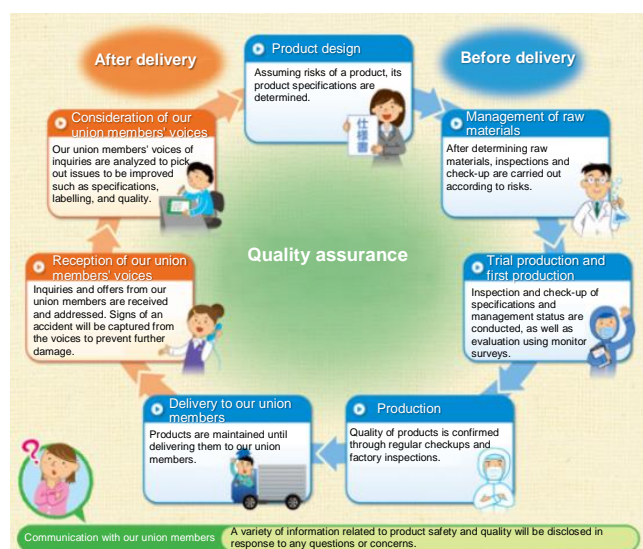 After delivery
Before delivery
Product design
Assuming risks of a product, its
product specifications are
determined.
仕様書
Management of raw
materials
After determining raw
materials, inspections and
check-up are carried out
according to risks.
Trial production and
first production
Inspection and check-up of
specifications and
management status are
conducted, as well as
evaluation using monitor
surveys.
Production
Quality of products is confirmed
through regular checkups and
factory inspections.
Delivery to our union
members
Products are maintained until
delivering them to our union
members.
Reception of our union
members' voices
Inquiries and offers from our
union members are received
and addressed. Signs of an
accident will be captured from
the voices to prevent further
damage.
Consideration of our
union members' voices
Our union members' voices of
inquiries are analyzed to pick
out issues to be improved
such as specifications,
labelling, and quality.
Quality assurance
?
Communication with our union members
A variety of information related to product safety and quality will be disclosed in
response to any questions or concerns.